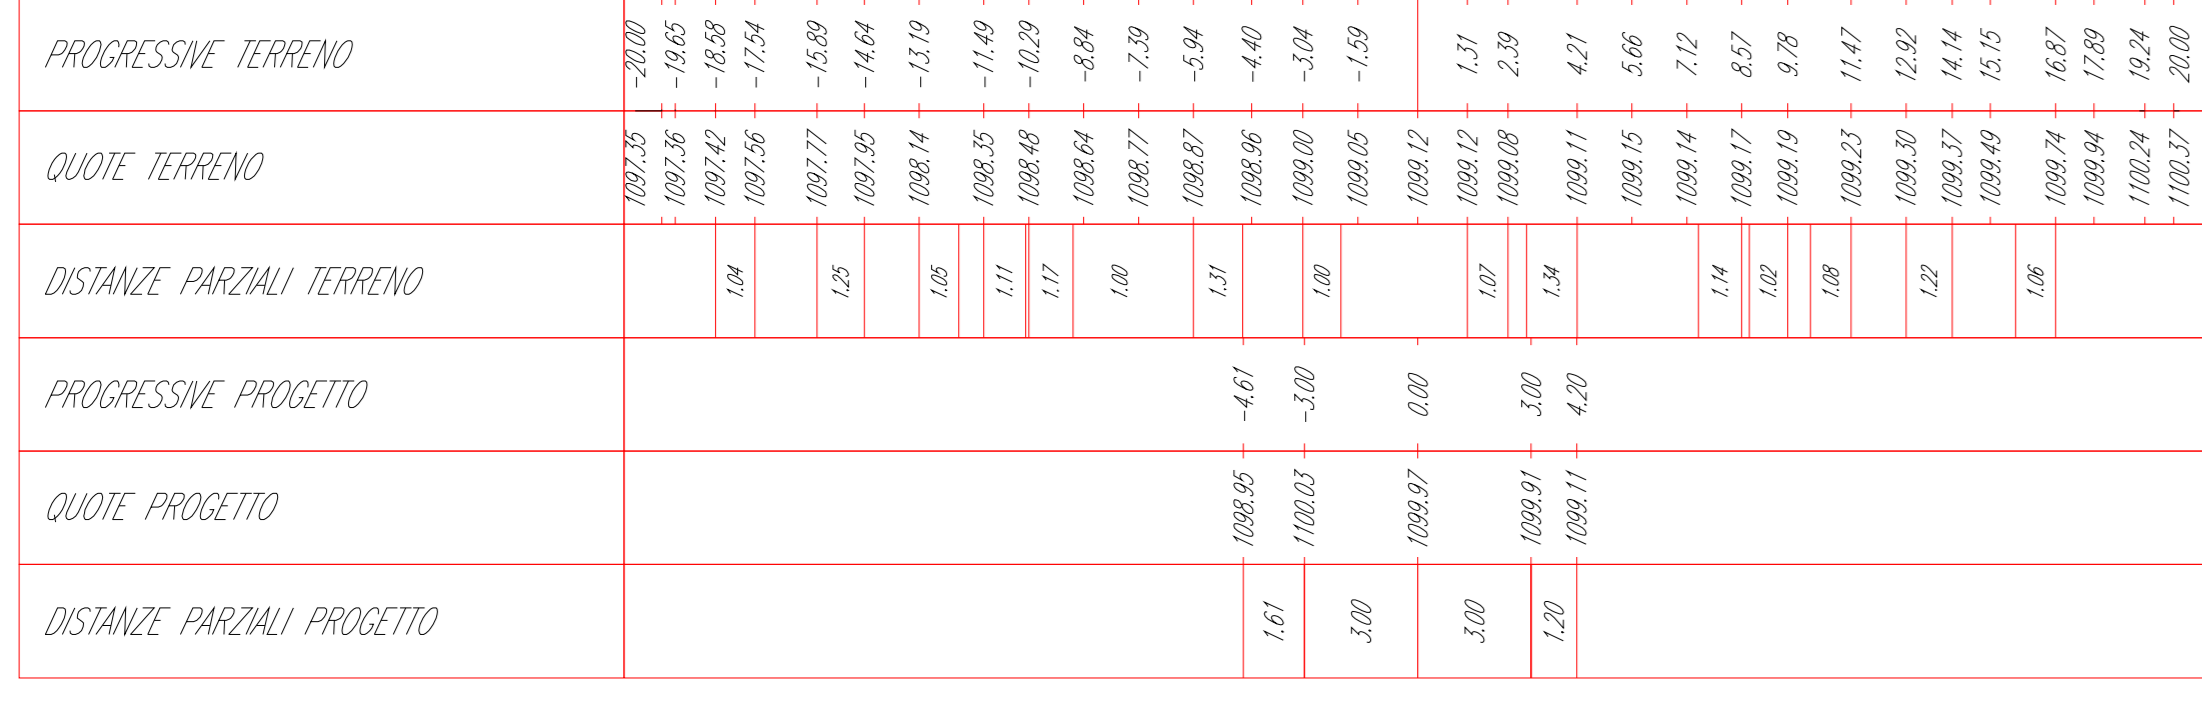 PROGRESSIVE TERRENO -20.00 -19.65 -18.58 -17.54 -15.89 -14.64 -13.19 -11.49 -10.29 -8.84 -7.39 -5.94 -4.40 -3.04 -1.59 1.31 2.39 4.21 5.66 7.12 8.57 9.78 11.47 12.92 14.14 15.15 16.87 17.89 19.24 20.00
QUOTE TERRENO 1097.35 1097.36 1097.42 1097.56 1097.77 1097.95 1098.14 1098.35 1098.48 1098.64 1098.77 1098.87 1098.96 1099.00 1099.05 1099.12 1099.12 1099.08 1099.11 1099.15 1099.14 1099.17 1099.19 1099.23 1099.30 1099.37 1099.49 1099.74 1099.94 1100.24 1100.37
DISTANZE PARZIALI TERRENO 1.04 1.25 1.05 1.11 1.17 1.00 1.31 1.00 1.07 1.34 1.14 1.02 1.08 1.22 1.06
PROGRESSIVE PROGETTO -4.61 -3.00 0.00 3.00 4.20
QUOTE PROGETTO 1098.95 1100.03 1099.97 1099.91 1099.11
DISTANZE PARZIALI PROGETTO 1.61 3.00 3.00 1.20